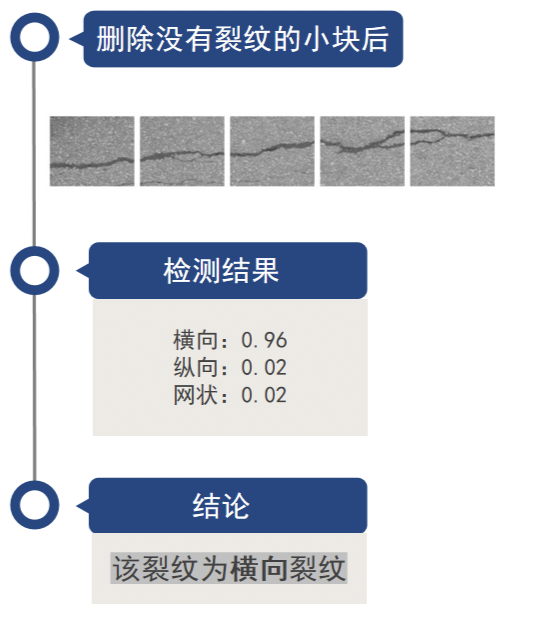 删除没有裂纹的小块后
检测结果
横向：0.96
纵向：0.02
网状：0.02
结论
该裂纹为横向裂纹